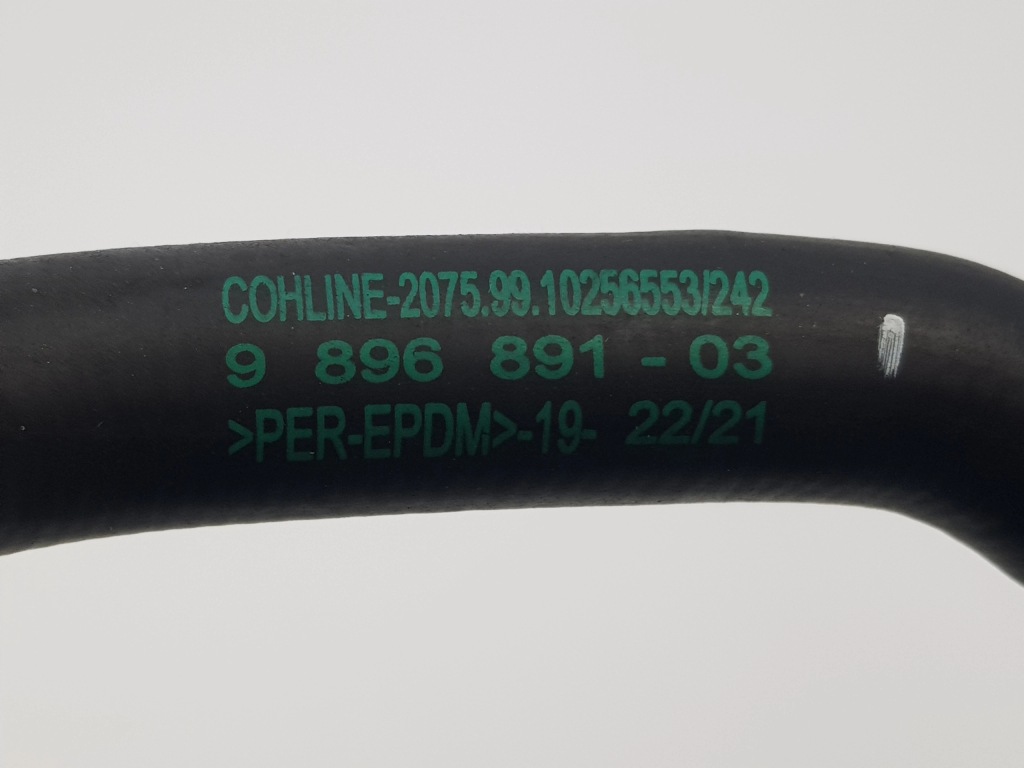 COHLINE-2075.99.10256553/242
9 896 891 - 03
>PER-EPDM>-19- 22/21